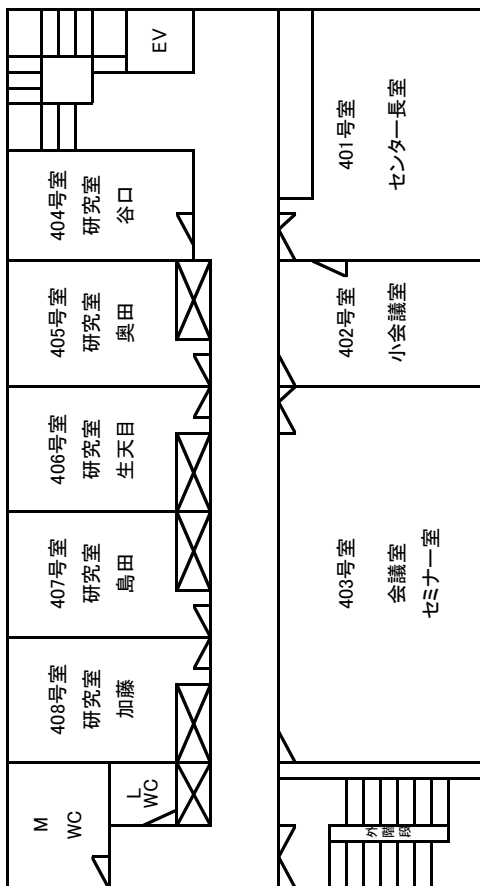 EV
404号室
研究室
谷口
405号室
研究室
奥田
406号室
研究室
生天目
407号室
研究室
島田
408号室
研究室
加藤
M
WC
L
WC
401号室
センター長室
402号室
小会議室
403号室
会議室
セミナー室
外階段